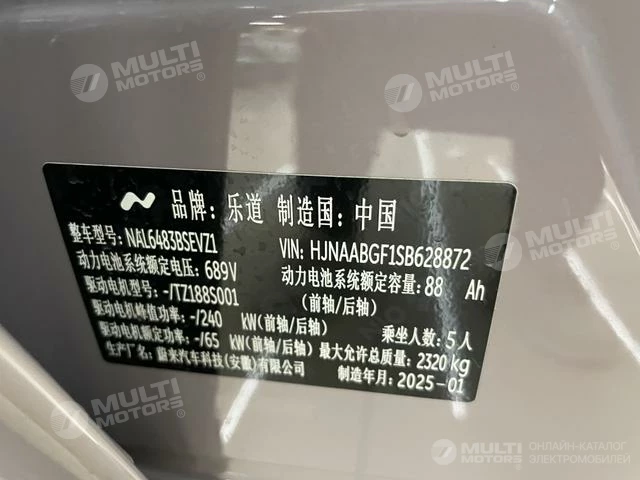 MULTI
MOTORS
MULTI
MOTORS
品牌: 乐道 制造国: 中国
整车型号: NAL6483BSEVZ1 VIN: HJNAABGF1SB628872
动力电池系统额定电压: 689V 动力电池系统额定容量: 88 Ah
驱动电机型号: -/TZ188S001 (前轴/后轴)
驱动电机峰值功率: -/240 kW(前轴/后轴) 乘坐人数: 5人
驱动电机额定功率: -/65 kW(前轴/后轴) 最大允许总质量: 2320 kg
生产厂名: 蔚来汽车科技(安徽)有限公司 制造年月: 2025-01
MULTI
MOTORS
MULTI
MOTORS
ОНЛАЙН-КАТАЛОГ
ЭЛЕКТРОМОБИЛЕЙ